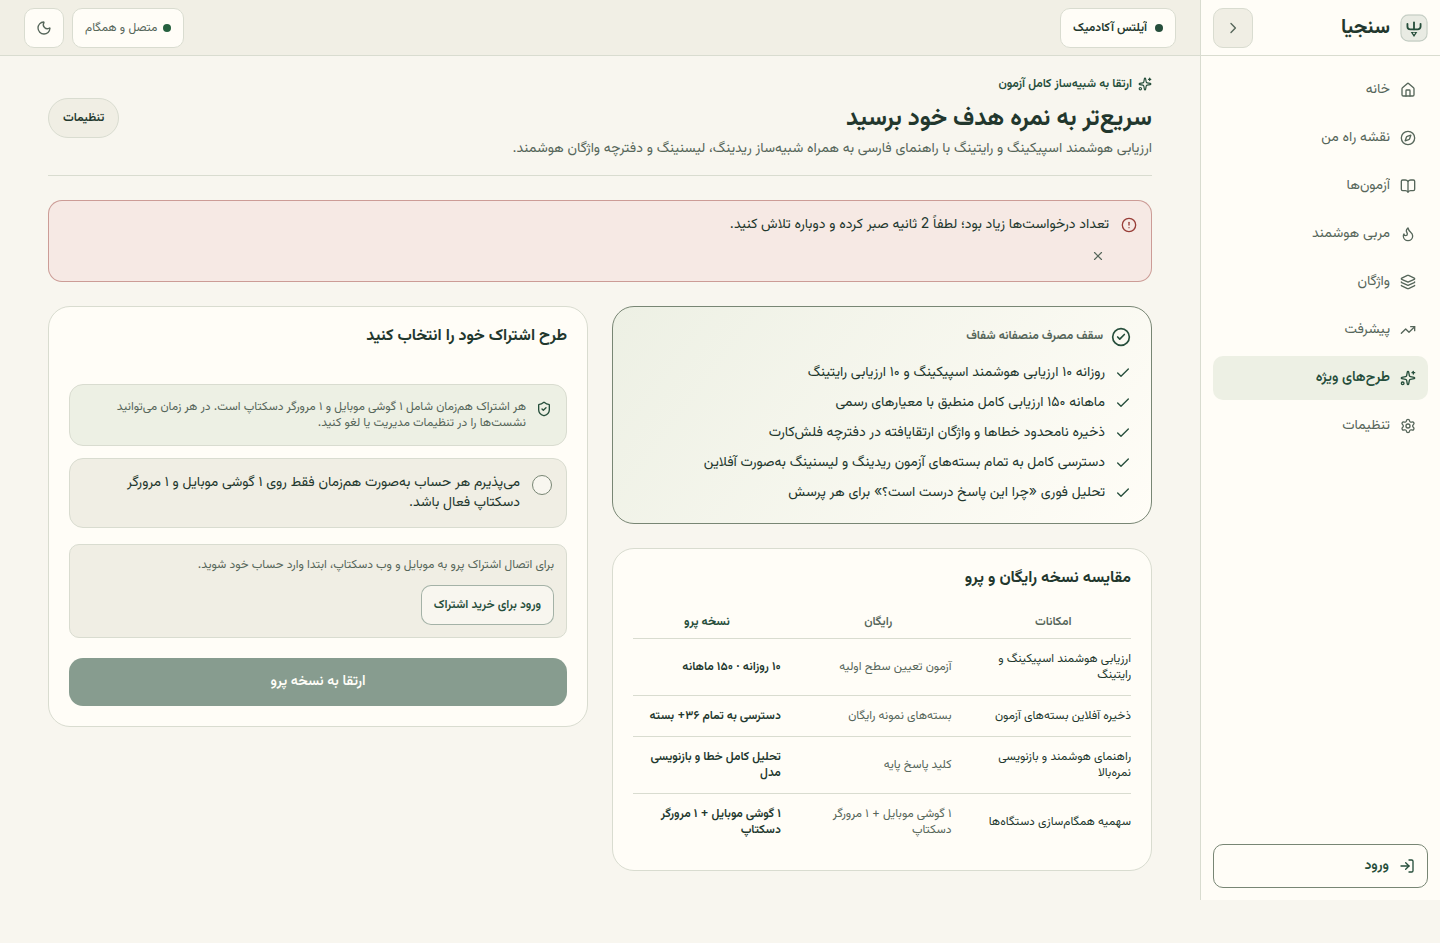 سنجیا
آیلتس آکادمیک
متصل و همگام
خانه
نقشه راه من
آزمون‌ها
مربی هوشمند
واژگان
پیشرفت
طرح‌های ویژه
تنظیمات
ورود
ارتقا به شبیه‌ساز کامل آزمون
سریع‌تر به نمره هدف خود برسید
ارزیابی هوشمند اسپیکینگ و رایتینگ با راهنمای فارسی به همراه شبیه‌ساز ریدینگ، لیسنینگ و دفترچه واژگان هوشمند.
تنظیمات
تعداد درخواست‌ها زیاد بود؛ لطفاً 2 ثانیه صبر کرده و دوباره تلاش کنید.
سقف مصرف منصفانه شفاف
روزانه ۱۰ ارزیابی هوشمند اسپیکینگ و ۱۰ ارزیابی رایتینگ
ماهانه ۱۵۰ ارزیابی کامل منطبق با معیارهای رسمی
ذخیره نامحدود خطاها و واژگان ارتقایافته در دفترچه فلش‌کارت
دسترسی کامل به تمام بسته‌های آزمون ریدینگ و لیسنینگ به‌صورت آفلاین
تحلیل فوری «چرا این پاسخ درست است؟» برای هر پرسش
مقایسه نسخه رایگان و پرو
امکانات
رایگان
نسخه پرو
ارزیابی هوشمند اسپیکینگ و
رایتینگ
آزمون تعیین سطح اولیه
۱۰ روزانه · ۱۵۰ ماهانه
ذخیره آفلاین بسته‌های آزمون
بسته‌های نمونه رایگان
دسترسی به تمام ۳۶+ بسته
راهنمای هوشمند و بازنویسی
نمره‌بالا
کلید پاسخ پایه
تحلیل کامل خطا و بازنویسی
مدل
سهمیه همگام‌سازی دستگاه‌ها
۱ گوشی موبایل + ۱ مرورگر
دسکتاپ
۱ گوشی موبایل + ۱ مرورگر
دسکتاپ
طرح اشتراک خود را انتخاب کنید
هر اشتراک هم‌زمان شامل ۱ گوشی موبایل و ۱ مرورگر دسکتاپ است. در هر زمان می‌توانید
نشست‌ها را در تنظیمات مدیریت یا لغو کنید.
می‌پذیرم هر حساب به‌صورت هم‌زمان فقط روی ۱ گوشی موبایل و ۱ مرورگر
دسکتاپ فعال باشد.
برای اتصال اشتراک پرو به موبایل و وب دسکتاپ، ابتدا وارد حساب خود شوید.
ورود برای خرید اشتراک
ارتقا به نسخه پرو